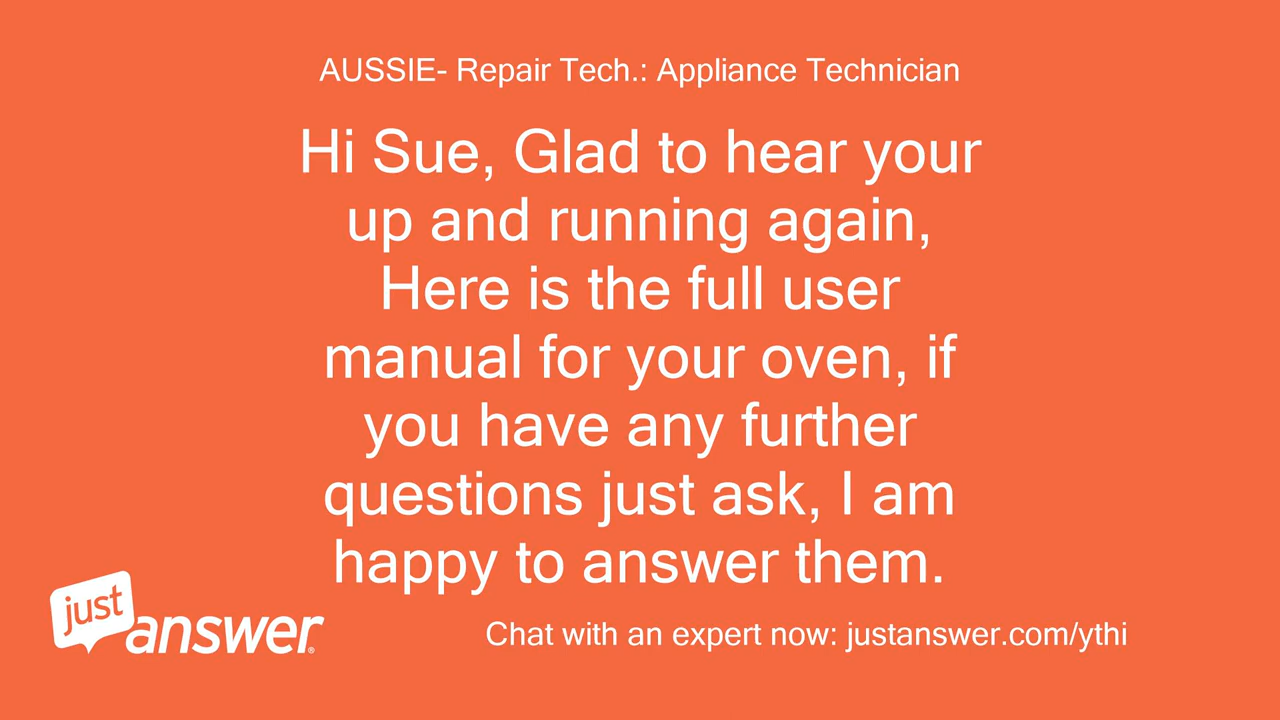 AUSSIE- Repair Tech.: Appliance Technician
Hi Sue, Glad to hear your
up and running again,
Here is the full user
manual for your oven, if
you have any further
questions just ask, I am
happy to answer them.
just
answer®
Chat with an expert now: justanswer.com/ythi